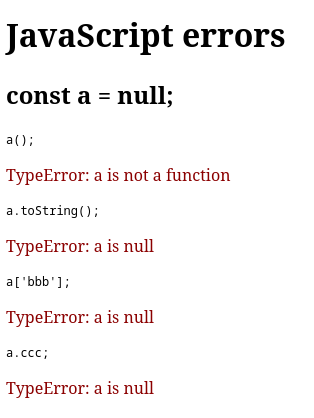 JavaScript errors
const a = null;
a();
TypeError: a is not a function
a.toString();
TypeError: a is null
a['bbb'];
TypeError: a is null
a.ccc;
TypeError: a is null